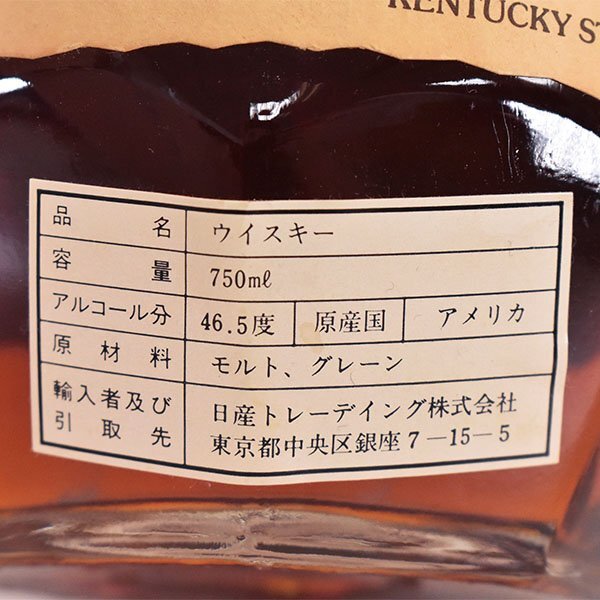 KENTUCKY
品名 ウイスキー
容量 750mℓ
アルコール分 46.5度 原産国 アメリカ
原材料 モルト、グレーン
輸入者及び引取先 日産トレーデイング株式会社
東京都中央区銀座7-15-5